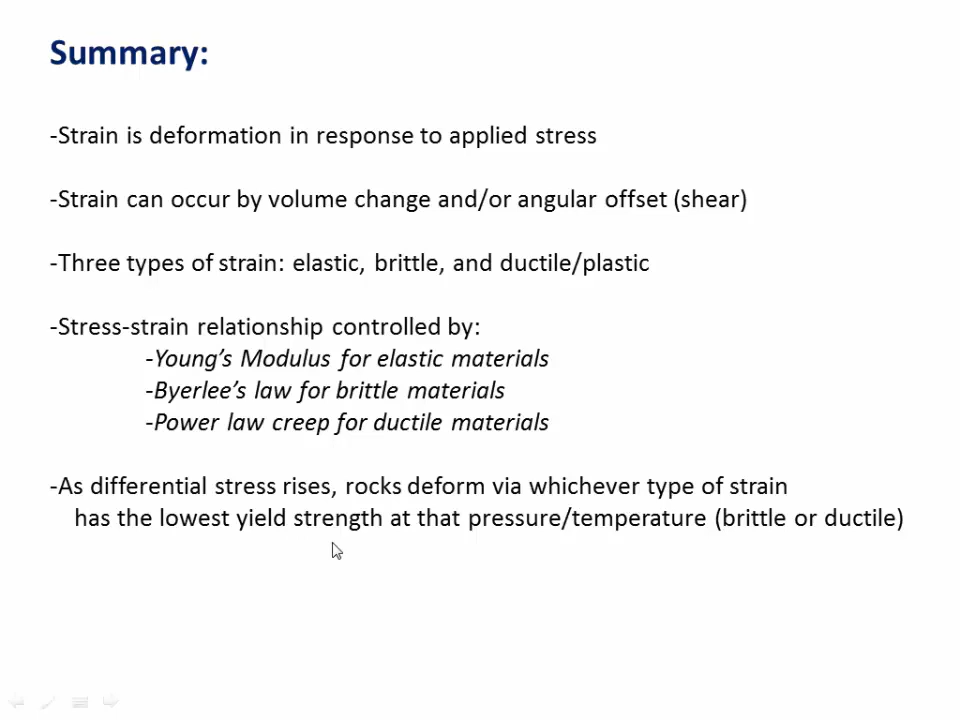 Summary:
-Strain is deformation in response to applied stress
-Strain can occur by volume change and/or angular offset (shear)
-Three types of strain: elastic, brittle, and ductile/plastic
-Stress-strain relationship controlled by:
-Young's Modulus for elastic materials
-Byerlee's law for brittle materials
-Power law creep for ductile materials
-As differential stress rises, rocks deform via whichever type of strain
has the lowest yield strength at that pressure/temperature (brittle or ductile)